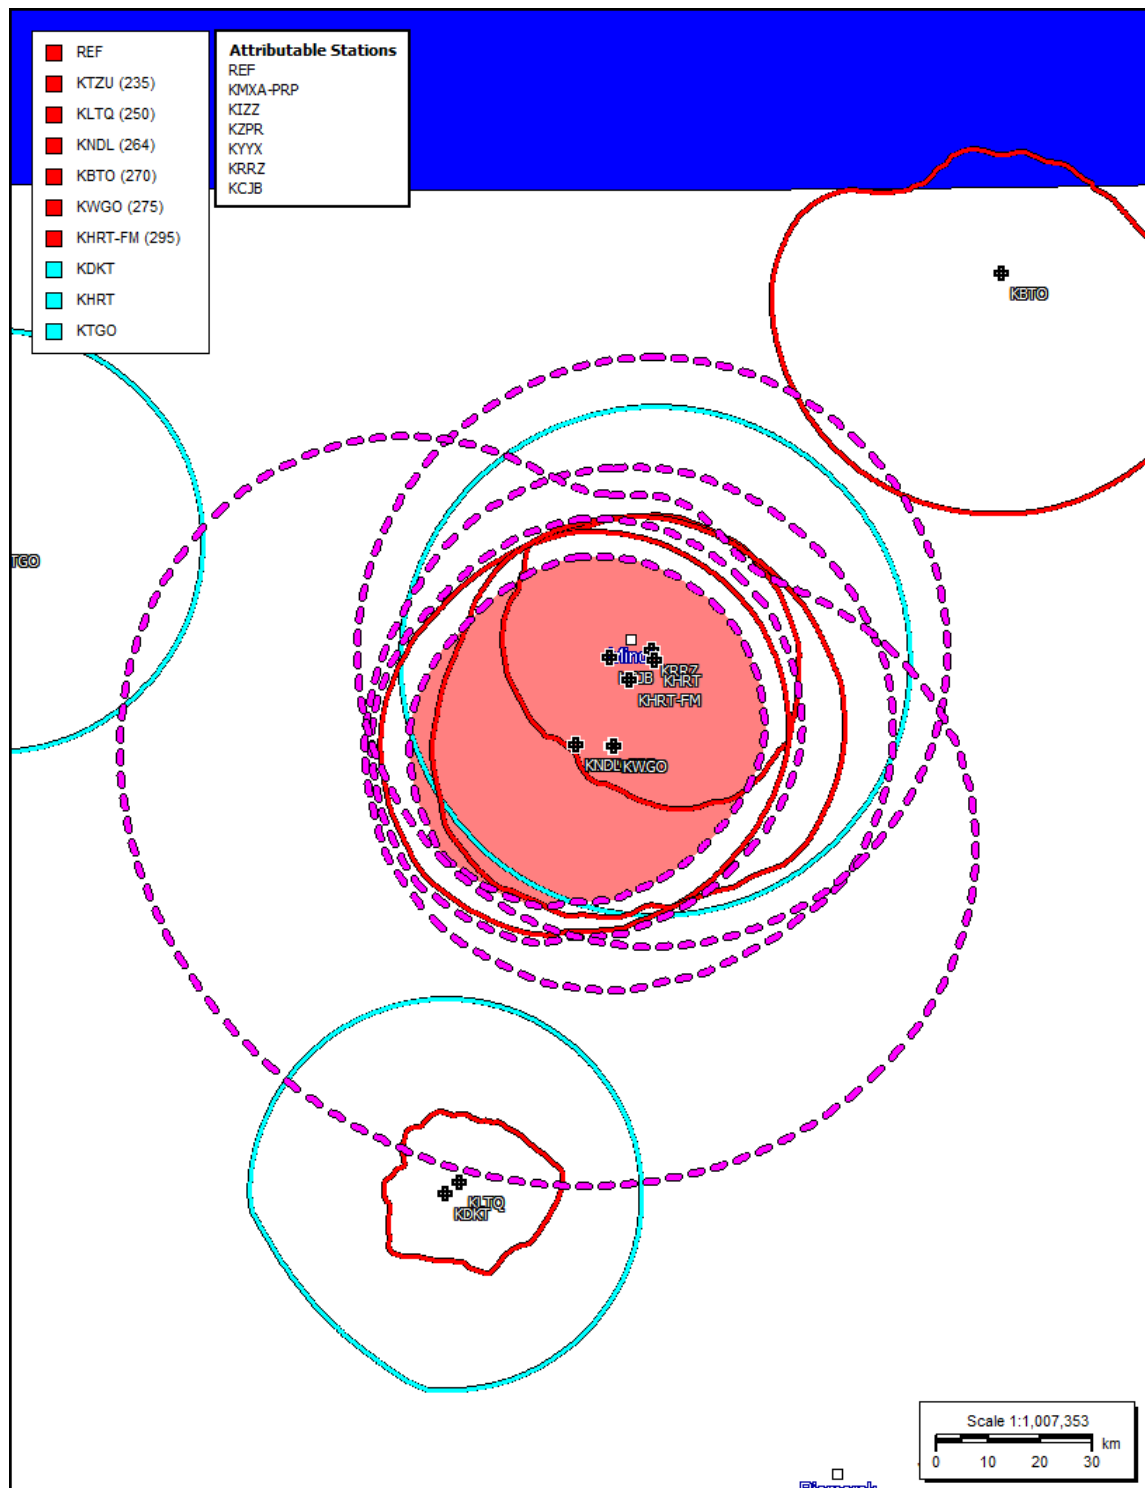 REF
KTZU (235)
KLTQ (250)
KNDL (264)
KBTO (270)
KWGO (275)
KHRT-FM (295)
KDKT
KHRT
KTGO
Attributable Stations
REF
KMXA-PRP
KIZZ
KZPR
KYYX
KRRZ
KCJB
KBTO
TGO
KRRZ
KHRT
KHRT-FM
KNDL
KWGO
KLTQ
KDKT
Scale 1:1,007,353
km
0 10 20 30